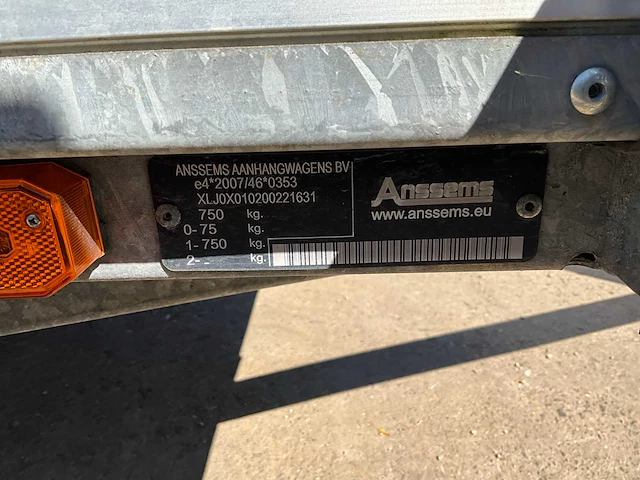 ANSSEMS AANHANGWAGENS BV
e4*2007/46*0353
XLJ0X010200221631
750 kg.
0- 75 kg.
1- 750 kg.
2- - kg.
Anssems
www.anssems.eu